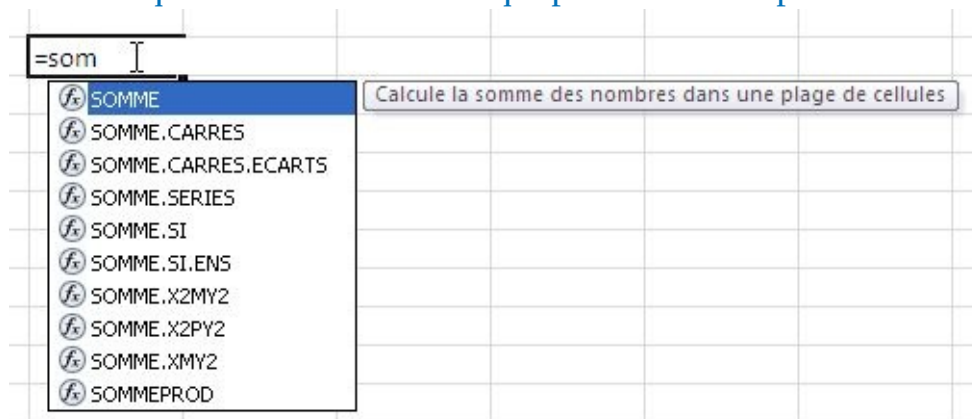 =som
SOMME
Calcule la somme des nombres dans une plage de cellules
SOMME.CARRES
SOMME.CARRES.ECARTS
SOMME.SERIES
SOMME.SI
SOMME.SI.ENS
SOMME.X2MY2
SOMME.X2PY2
SOMME.XMY2
SOMMEPROD